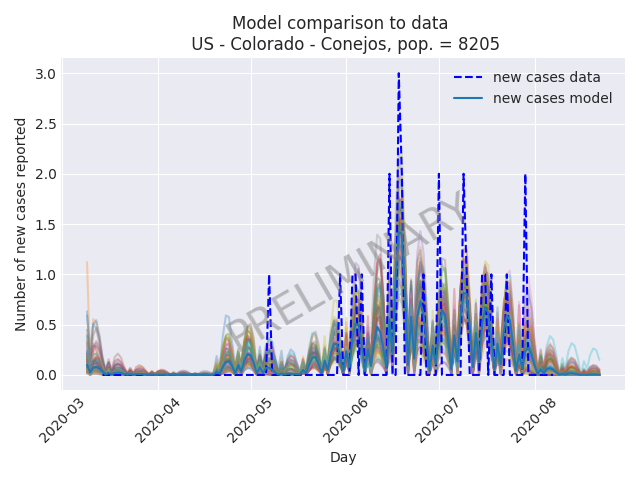 Model comparison to data
US - Colorado - Conejos, pop. = 8205
3.0
2.5
2.0
1.5
1.0
0.5
0.0
Number of new cases reported
new cases data
new cases model
PRELIMINARY
2020-03
2020-04
2020-05
2020-06
2020-07
2020-08
Day